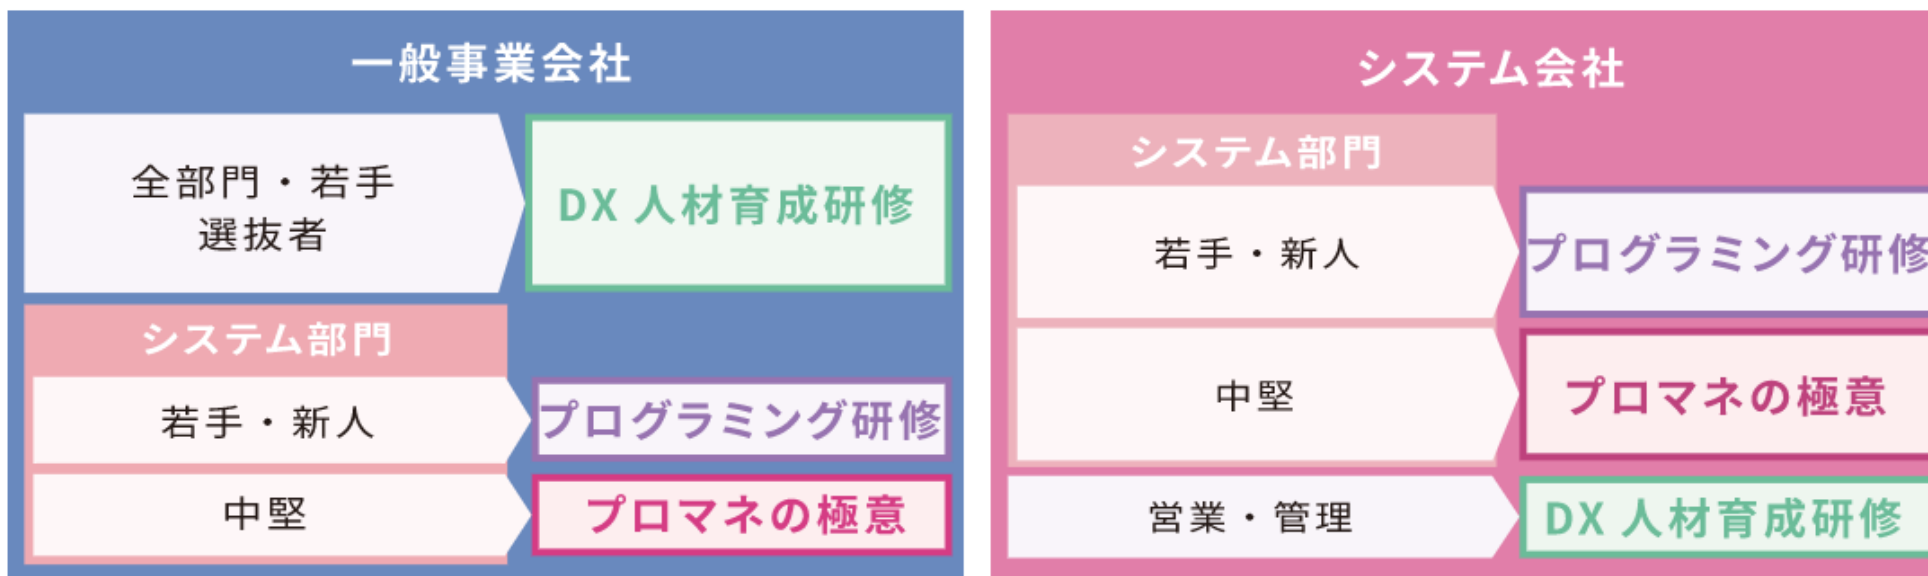 一般事業会社
全部門・若手
選抜者
DX 人材育成研修
システム部門
若手・新人
プログラミング研修
中堅
プロマネの極意
システム会社
システム部門
若手・新人
プログラミング研修
中堅
プロマネの極意
営業・管理
DX 人材育成研修